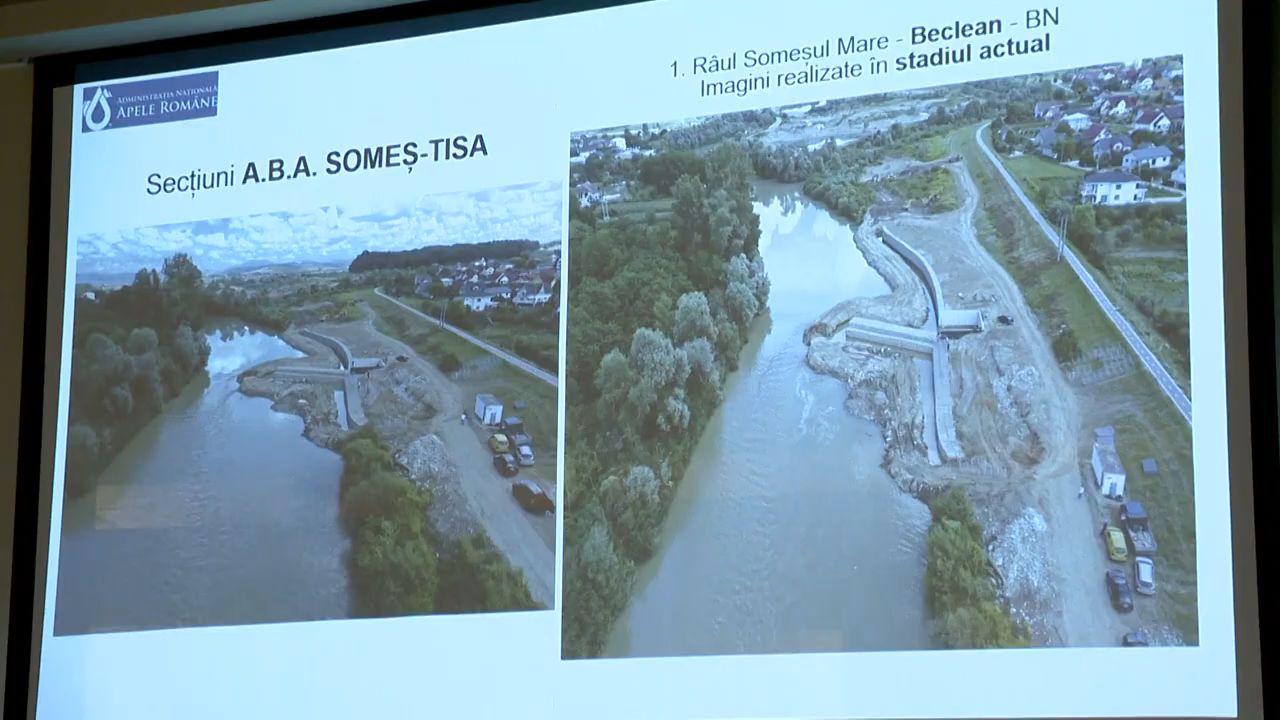 ADMINISTRAȚIA NAȚIONALĂ
APELE ROMÂNE
Secțiuni A.B.A. SOMEȘ-TISA
1. Râul Someșul Mare - Beclean - BN
Imagini realizate în stadiul actual